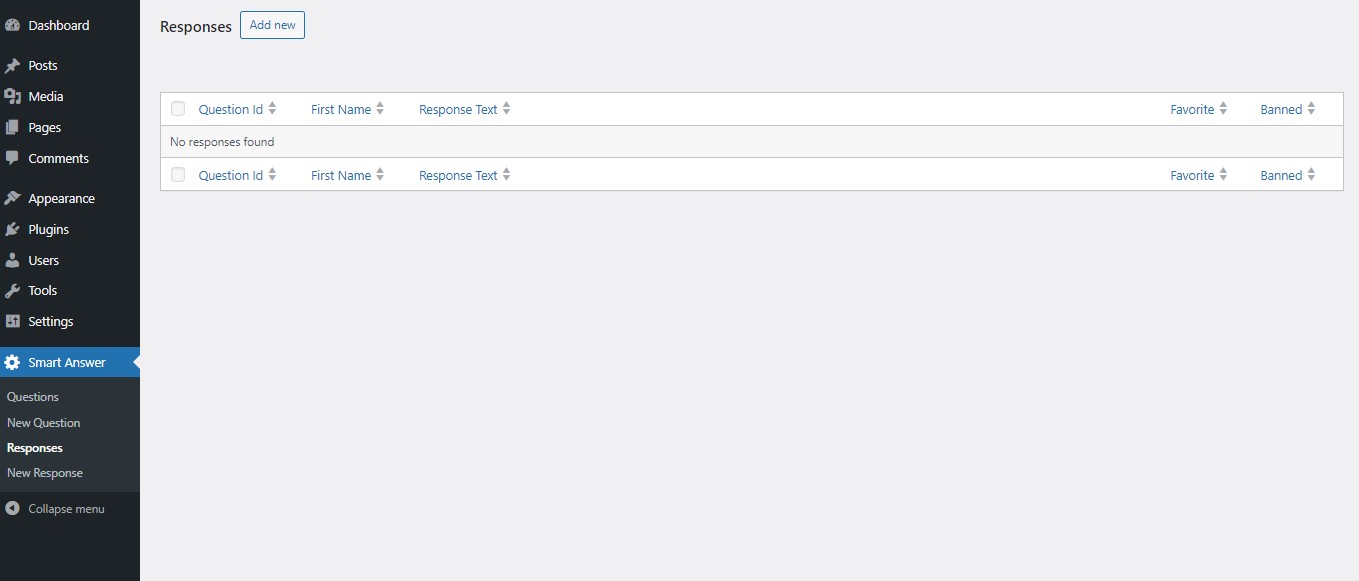 Dashboard
Posts
Media
Pages
Comments
Appearance
Plugins
Users
Tools
Settings
Smart Answer
Questions
New Question
Responses
New Response
Collapse menu
Responses Add new
Question Id First Name Response Text Favorite Banned
No responses found
Question Id First Name Response Text Favorite Banned